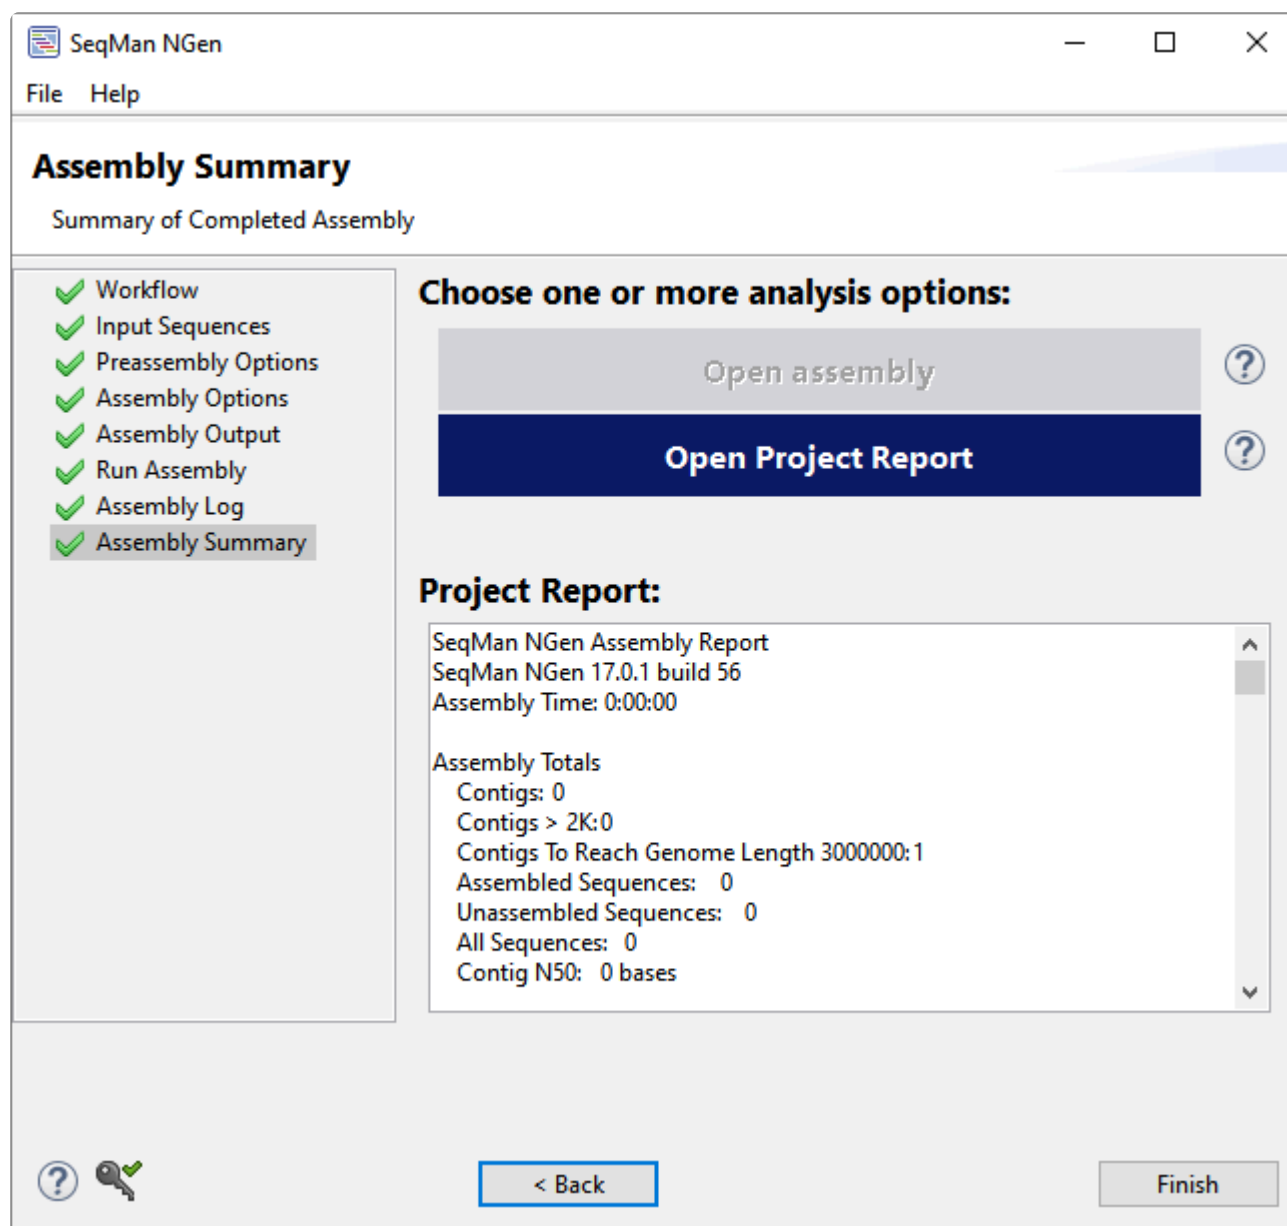 SeqMan NGen
File Help
Assembly Summary
Summary of Completed Assembly
Workflow
Input Sequences
Preassembly Options
Assembly Options
Assembly Output
Run Assembly
Assembly Log
Assembly Summary
Choose one or more analysis options:
Open assembly
?
Open Project Report
?
Project Report:
SeqMan NGen Assembly Report
SeqMan NGen 17.0.1 build 56
Assembly Time: 0:00:00
Assembly Totals
Contigs: 0
Contigs > 2K:0
Contigs To Reach Genome Length 3000000:1
Assembled Sequences: 0
Unassembled Sequences: 0
All Sequences: 0
Contig N50: 0 bases
?
< Back
Finish